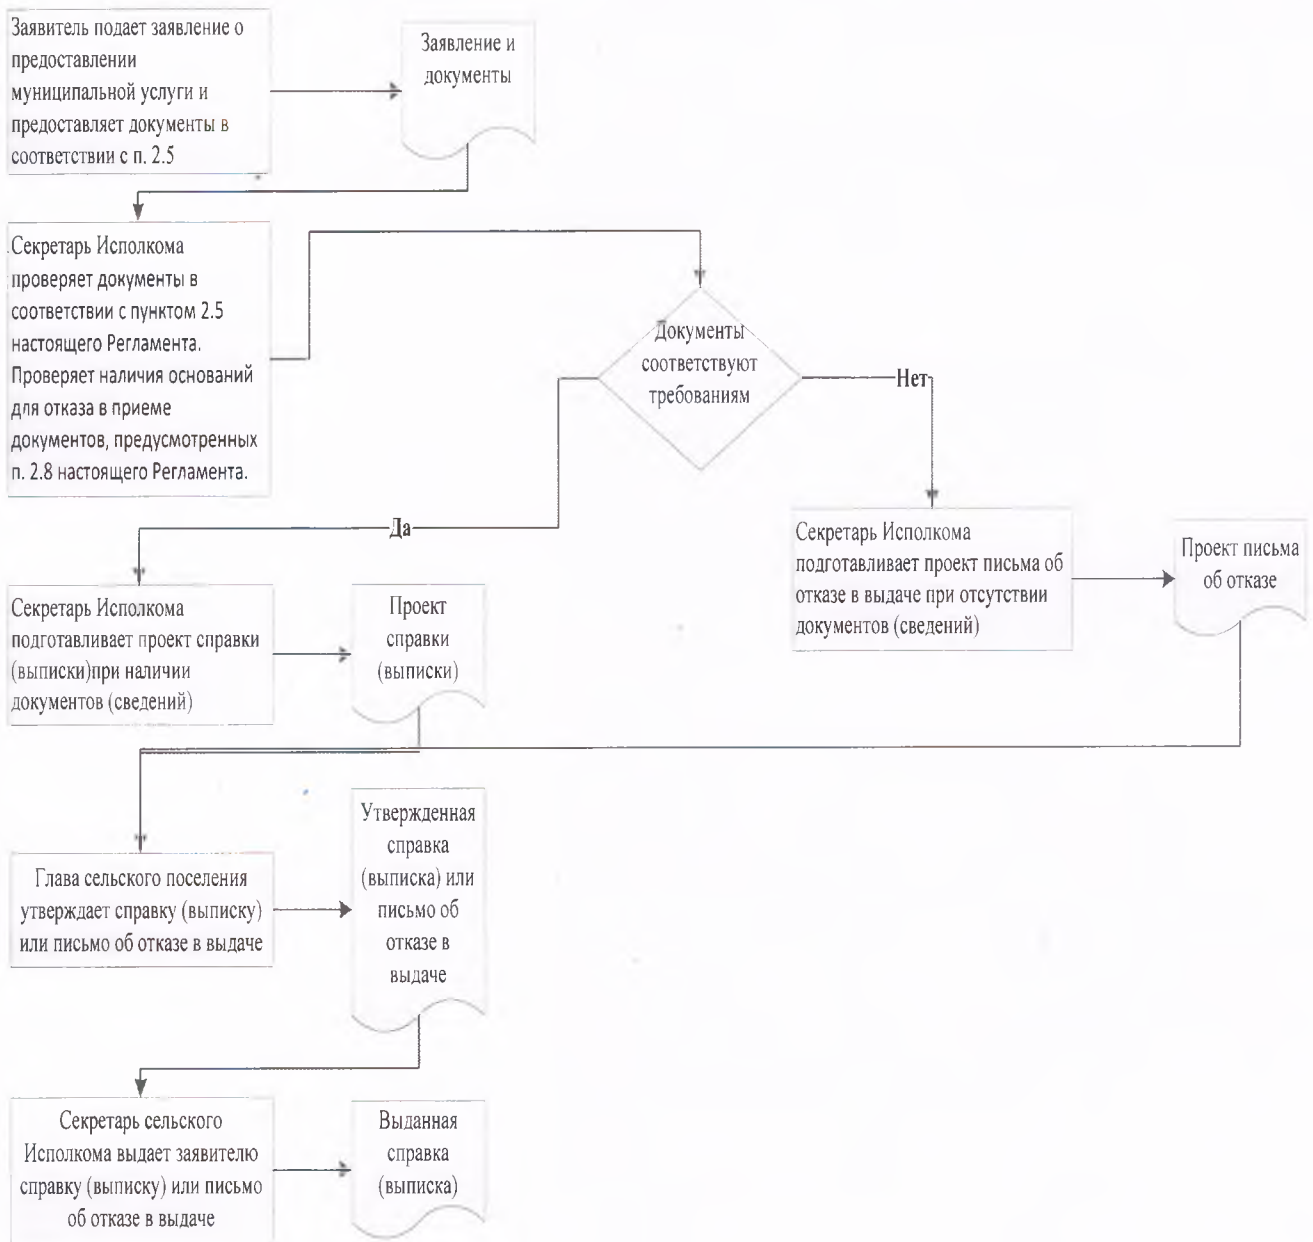 Заявитель подает заявление о
предоставлении
муниципальной услуги и
предоставляет документы в
соответствии с п. 2.5
Заявление и
документы
Секретарь Исполкома
проверяет документы в
соответствии с пунктом 2.5
настоящего Регламента.
Проверяет наличия оснований
для отказа в приеме
документов, предусмотренных
п. 2.8 настоящего Регламента.
Документы
соответствуют
требованиям
Нет
Да
Секретарь Исполкома
подготавливает проект письма об
отказе в выдаче при отсутствии
документов (сведений)
Проект письма
об отказе
Секретарь Исполкома
подготавливает проект справки
(выписки)при наличии
документов (сведений)
Проект
справки
(выписки)
Глава сельского поселения
утверждает справку (выписку)
или письмо об отказе в выдаче
Утвержденная
справка
(выписка) или
письмо об
отказе в
выдаче
Секретарь сельского
Исполкома выдает заявителю
справку (выписку) или письмо
об отказе в выдаче
Выданная
справка
(выписка)